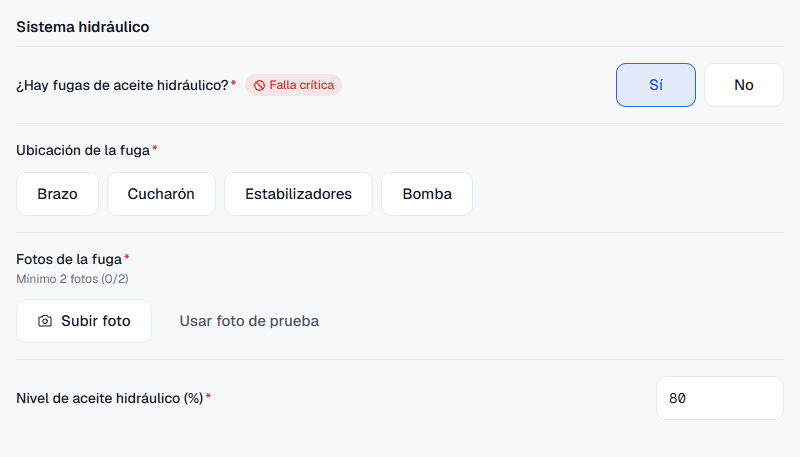 Sistema hidráulico
¿Hay fugas de aceite hidráulico?* Falla crítica Sí No
Ubicación de la fuga*
Brazo Cucharón Estabilizadores Bomba
Fotos de la fuga*
Mínimo 2 fotos (0/2)
Subir foto Usar foto de prueba
Nivel de aceite hidráulico (%)* 80